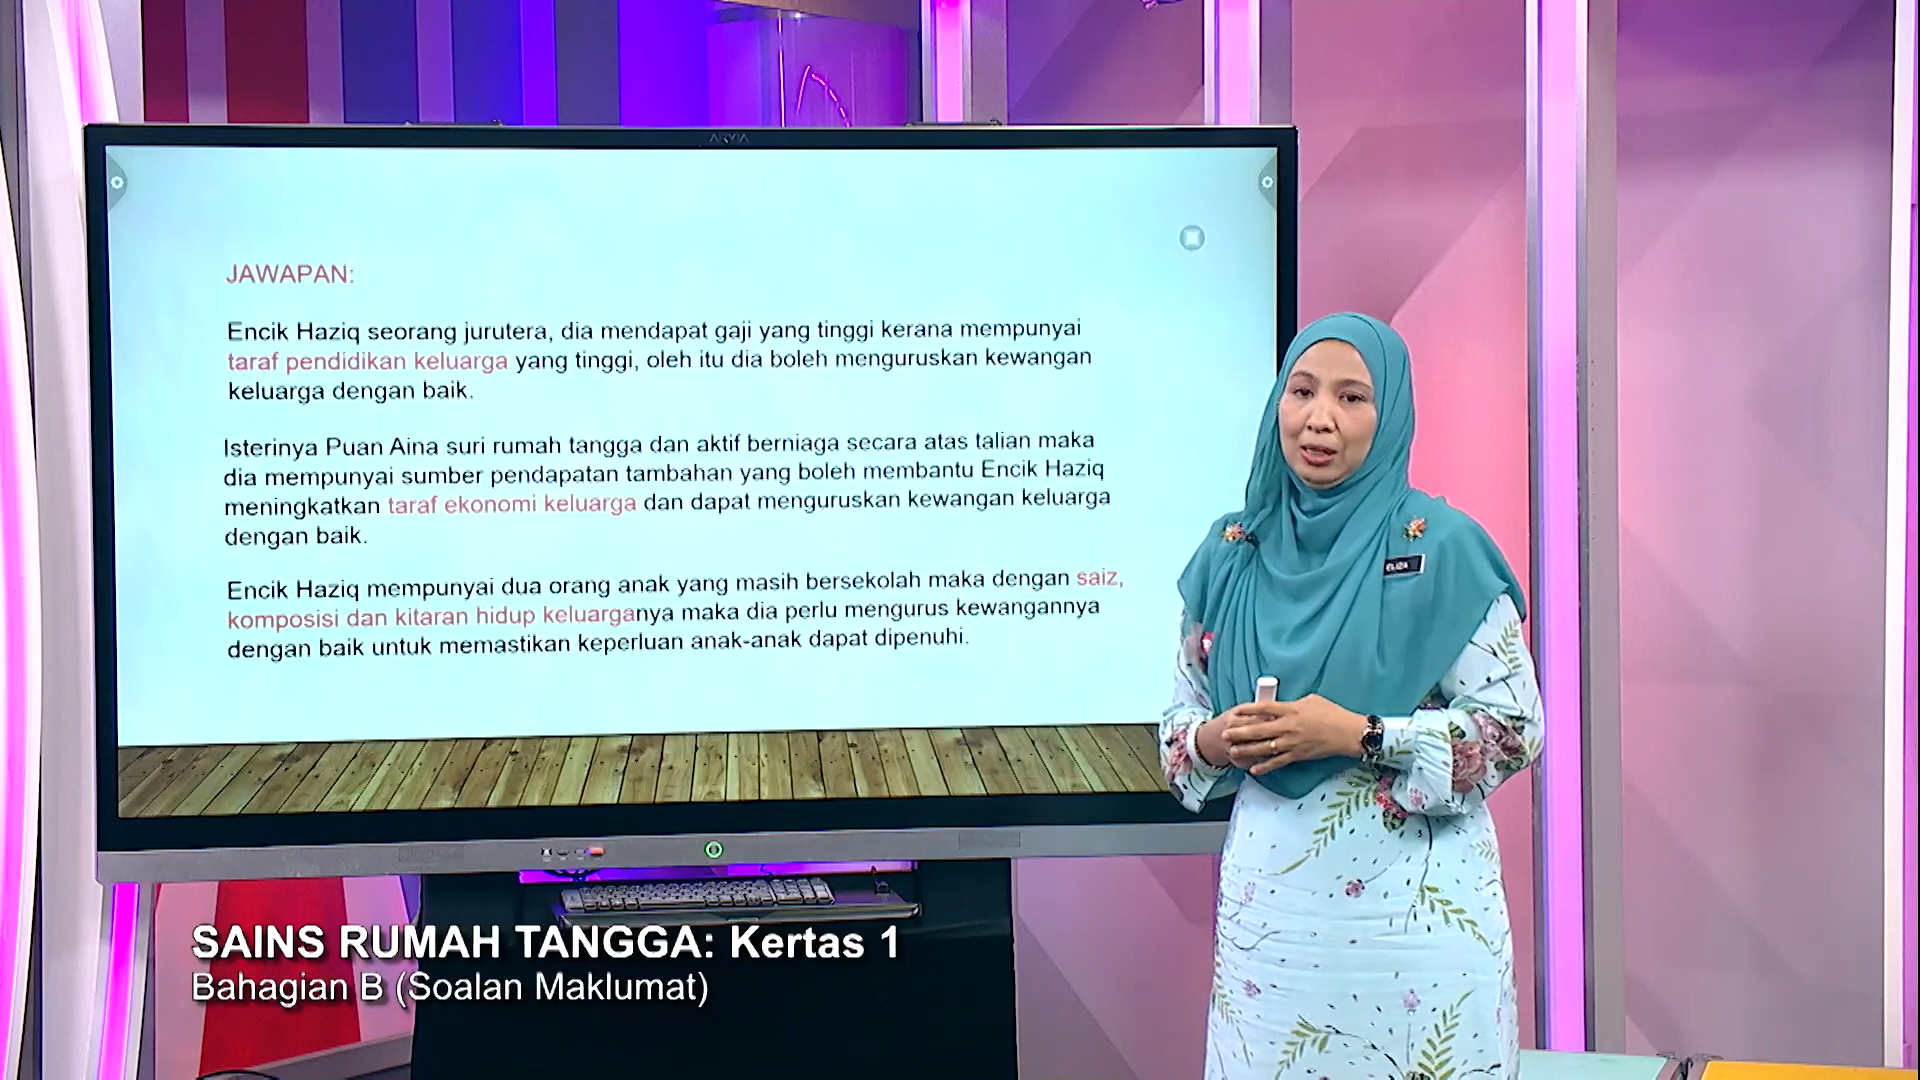 ARVIA
JAWAPAN:
Encik Haziq seorang jurutera, dia mendapat gaji yang tinggi kerana mempunyai
taraf pendidikan keluarga yang tinggi, oleh itu dia boleh menguruskan kewangan
keluarga dengan baik.
Isterinya Puan Aina suri rumah tangga dan aktif berniaga secara atas talian maka
dia mempunyai sumber pendapatan tambahan yang boleh membantu Encik Haziq
meningkatkan taraf ekonomi keluarga dan dapat menguruskan kewangan keluarga
dengan baik.
Encik Haziq mempunyai dua orang anak yang masih bersekolah maka dengan saiz,
komposisi dan kitaran hidup keluarganya maka dia perlu mengurus kewangannya
dengan baik untuk memastikan keperluan anak-anak dapat dipenuhi.
ELIZA
SAINS RUMAH TANGGA: Kertas 1
Bahagian B (Soalan Maklumat)